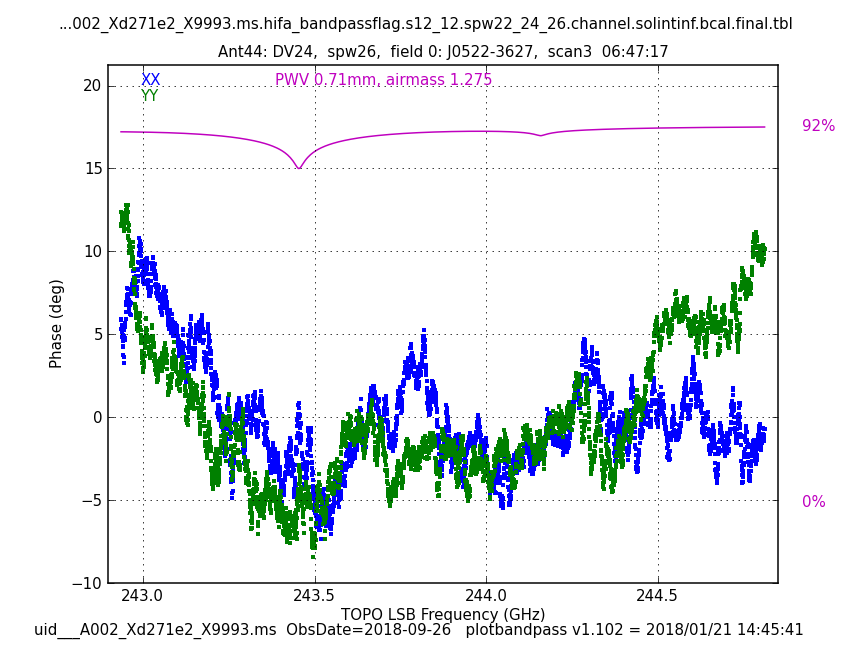 ...002_Xd271e2_X9993.ms.hifa_bandpassflag.s12_12.spw22_24_26.channel.solintinf.bcal.final.tbl
Ant44: DV24, spw26, field 0: J0522-3627, scan3 06:47:17
XX
YY
PWV 0.71mm, airmass 1.275
92%
0%
20
15
10
5
0
−5
−10
Phase (deg)
243.0 243.5 244.0 244.5
TOPO LSB Frequency (GHz)
uid___A002_Xd271e2_X9993.ms ObsDate=2018-09-26 plotbandpass v1.102 = 2018/01/21 14:45:41